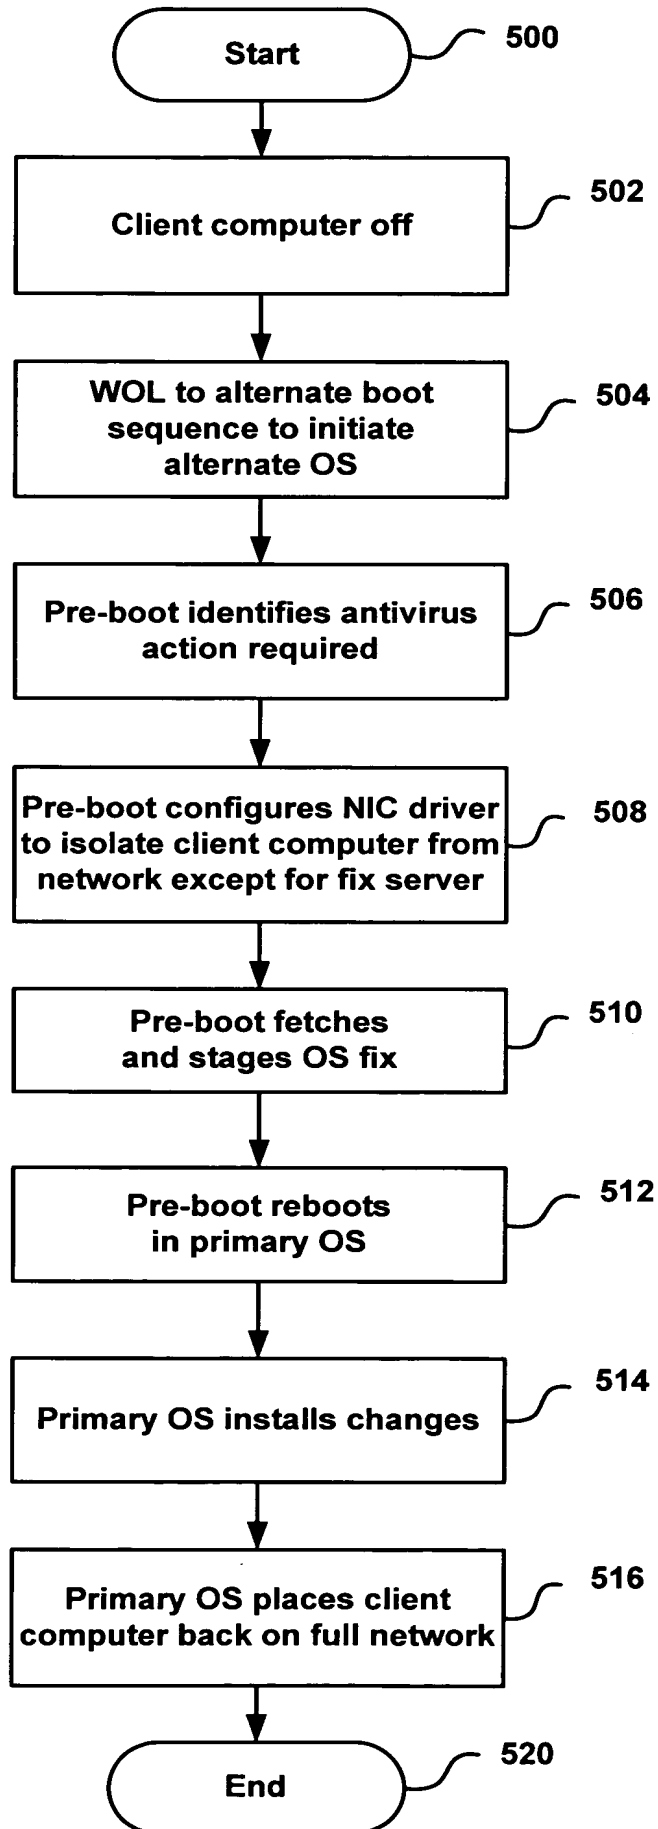 Start
500
Client computer off
502
WOL to alternate boot
sequence to initiate
alternate OS
504
Pre-boot identifies antivirus
action required
506
Pre-boot configures NIC driver
to isolate client computer from
network except for fix server
508
Pre-boot fetches
and stages OS fix
510
Pre-boot reboots
in primary OS
512
Primary OS installs changes
514
Primary OS places client
computer back on full network
516
End
520